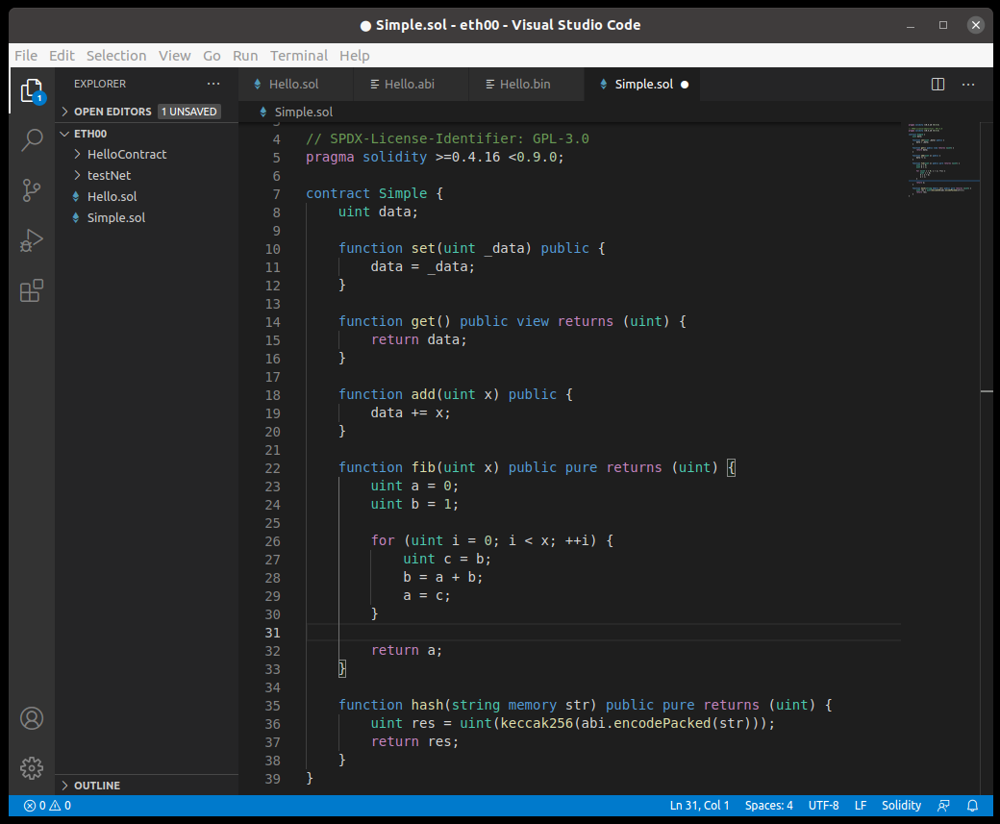 ● Simple.sol - eth00 - Visual Studio Code
File Edit Selection View Go Run Terminal Help
1
EXPLORER
OPEN EDITORS 1 UNSAVED
ETH00
HelloContract
testNet
Hello.sol
Simple.sol
OUTLINE
Hello.sol Hello.abi Hello.bin Simple.sol ●
Simple.sol
4 // SPDX-License-Identifier: GPL-3.0
5 pragma solidity >=0.4.16 <0.9.0;
6
7 contract Simple {
8     uint data;
9
10     function set(uint _data) public {
11         data = _data;
12     }
13
14     function get() public view returns (uint) {
15         return data;
16     }
17
18     function add(uint x) public {
19         data += x;
20     }
21
22     function fib(uint x) public pure returns (uint) {
23         uint a = 0;
24         uint b = 1;
25
26         for (uint i = 0; i < x; ++i) {
27             uint c = b;
28             b = a + b;
29             a = c;
30         }
31
32         return a;
33     }
34
35     function hash(string memory str) public pure returns (uint) {
36         uint res = uint(keccak256(abi.encodePacked(str)));
37         return res;
38     }
39 }
0 0
Ln 31, Col 1 Spaces: 4 UTF-8 LF Solidity